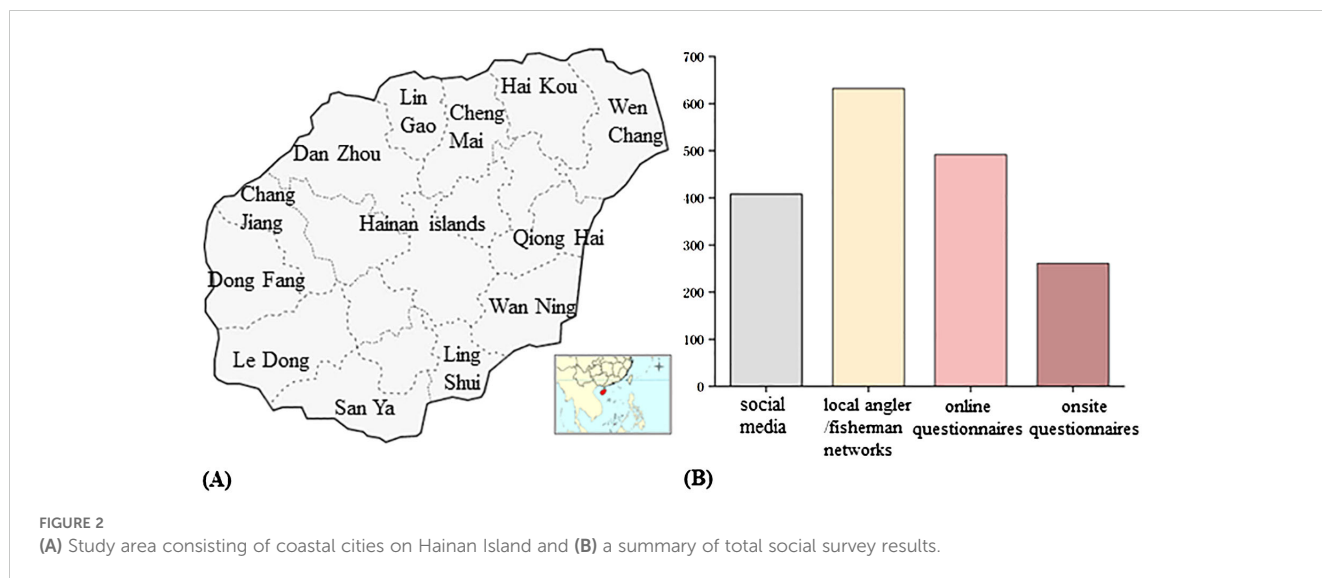 Hai Kou
Lin
Gao
Cheng
Mai
Wen
Chang
Dan Zhou
Chang
Jiang
Hainan islands
Qiong Hai
Dong Fang
Wan Ning
Le Dong
Ling
Shui
San Ya
(A)
700
600
500
400
300
200
100
0
social
media
local angler
/fisherman
networks
online
questionnaires
onsite
questionnaires
(B)
FIGURE 2
(A) Study area consisting of coastal cities on Hainan Island and (B) a summary of total social survey results.